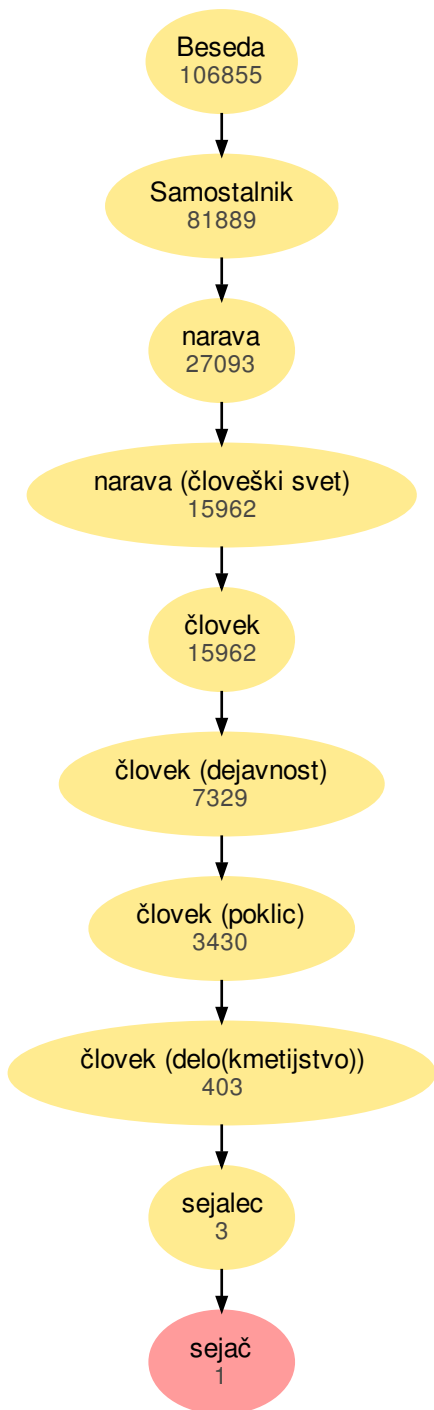 Beseda
106855
Samostalnik
81889
narava
27093
narava (človeški svet)
15962
človek
15962
človek (dejavnost)
7329
človek (poklic)
3430
človek (delo(kmetijstvo))
403
sejalec
3
sejač
1